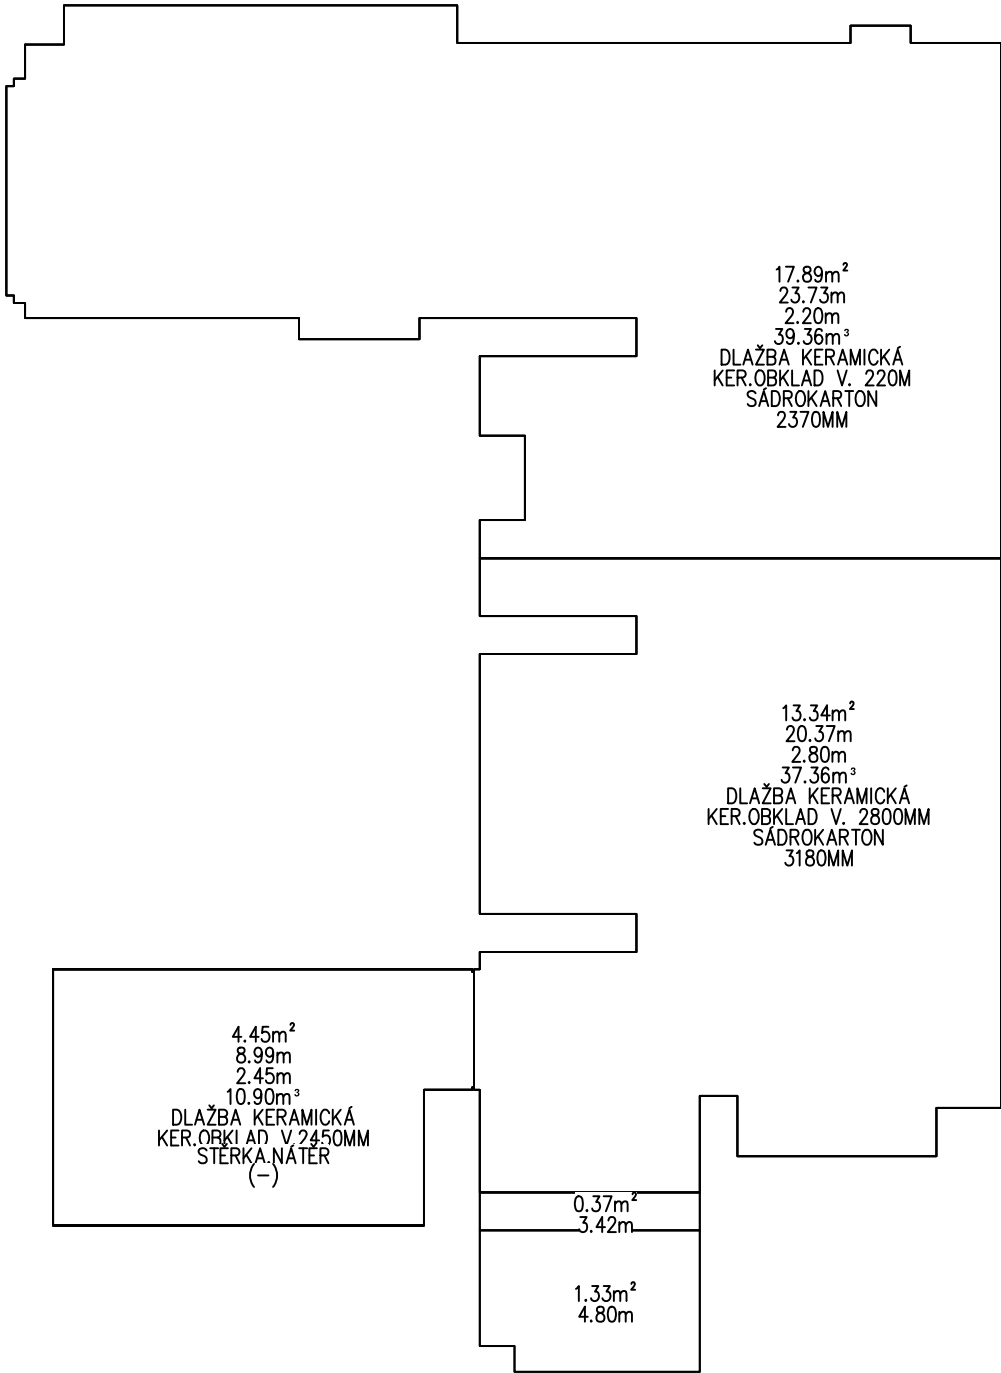 17.89m²
23.73m
2.20m
39.36m³
DLAŽBA KERAMICKÁ
KER.OBKLAD V. 220M
SÁDROKARTON
2370MM
13.34m²
20.37m
2.80m
37.36m³
DLAŽBA KERAMICKÁ
KER.OBKLAD V. 2800MM
SÁDROKARTON
3180MM
4.45m²
8.99m
2.45m
10.90m³
DLAŽBA KERAMICKÁ
KER.OBKLAD V.2450MM
STĚRKA.NÁTĚR
(-)
0.37m²
3.42m
1.33m²
4.80m